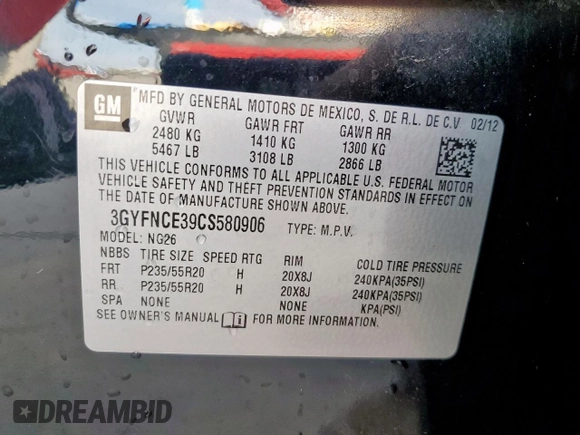 GM
MFD BY GENERAL MOTORS DE MEXICO, S. DE R.L. DE C.V 02/12
GVWR GAWR FRT GAWR RR
2480 KG 1410 KG 1300 KG
5467 LB 3108 LB 2866 LB
THIS VEHICLE CONFORMS TO ALL APPLICABLE U.S. FEDERAL MOTOR
VEHICLE SAFETY AND THEFT PREVENTION STANDARDS IN EFFECT ON
THE DATE OF MANUFACTURE SHOWN ABOVE.
3GYFNCE39CS580906 TYPE: M.P.V.
MODEL: NG26
NBBS TIRE SIZE SPEED RTG RIM COLD TIRE PRESSURE
FRT P235/55R20 H 20X8J 240KPA(35PSI)
RR P235/55R20 H 20X8J 240KPA(35PSI)
SPA NONE NONE KPA(PSI)
SEE OWNER'S MANUAL FOR MORE INFORMATION.
DREAMBID